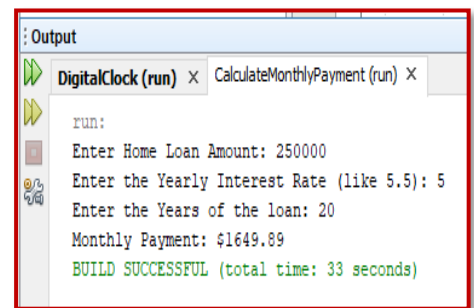 Output
DigitalClock (run) X CalculateMonthlyPayment (run) X
run:
Enter Home Loan Amount: 250000
Enter the Yearly Interest Rate (like 5.5): 5
Enter the Years of the loan: 20
Monthly Payment: $1649.89
BUILD SUCCESSFUL (total time: 33 seconds)